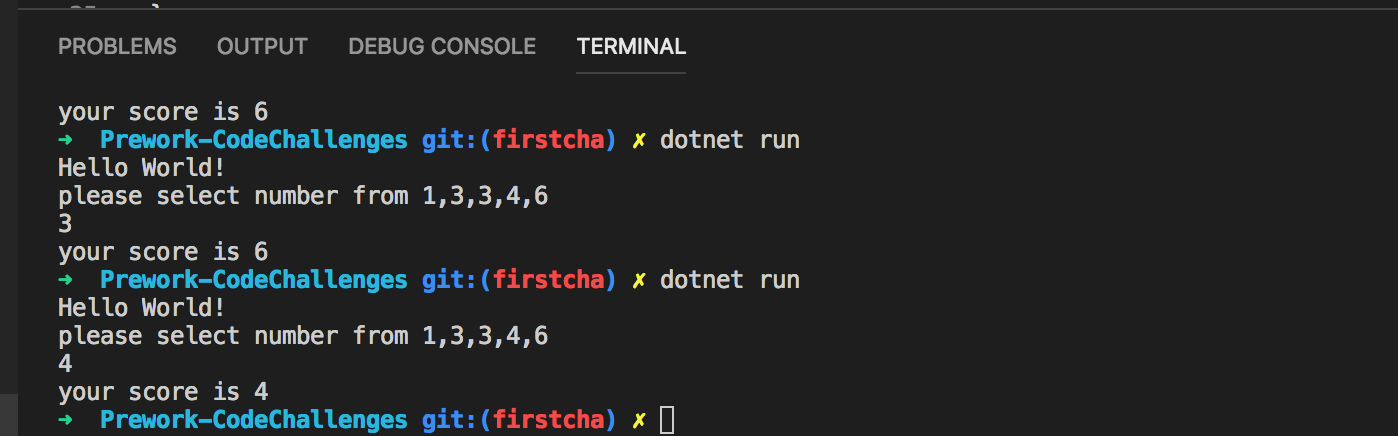 PROBLEMS OUTPUT DEBUG CONSOLE TERMINAL
your score is 6
➜ Prework-CodeChallenges git:(firstcha) ✗ dotnet run
Hello World!
please select number from 1,3,3,4,6
3
your score is 6
➜ Prework-CodeChallenges git:(firstcha) ✗ dotnet run
Hello World!
please select number from 1,3,3,4,6
4
your score is 4
➜ Prework-CodeChallenges git:(firstcha) ✗